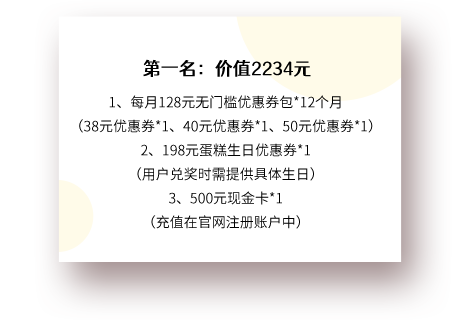 第一名：价值2234元
1、每月128元无门槛优惠券包*12个月
（38元优惠券*1、40元优惠券*1、50元优惠券*1）
2、198元蛋糕生日优惠券*1
（用户兑奖时需提供具体生日）
3、500元现金卡*1
（充值在官网注册账户中）